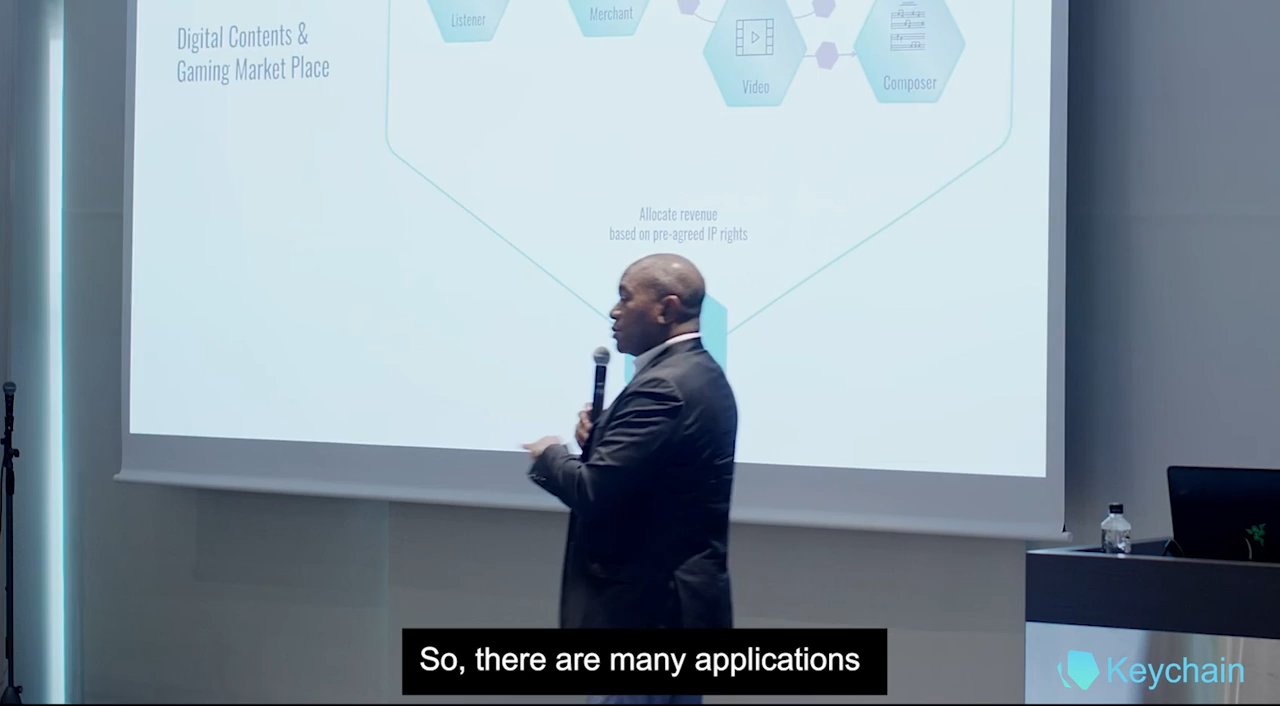 Digital Contents &
Gaming Market Place
Listener
Merchant
Video
Composer
Allocate revenue
based on pre-agreed IP rights
So, there are many applications
Keychain